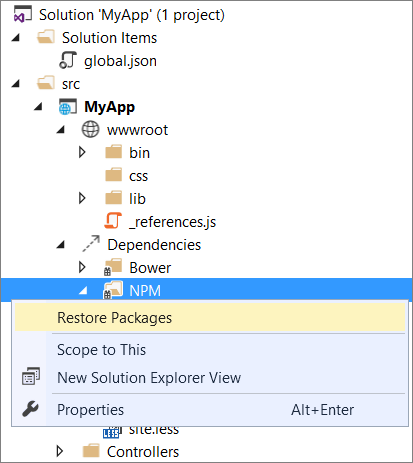 Solution 'MyApp' (1 project)
Solution Items
global.json
src
MyApp
wwwroot
bin
css
lib
_references.js
Dependencies
Bower
NPM
Restore Packages
Scope to This
New Solution Explorer View
Properties Alt+Enter
site.less
Controllers